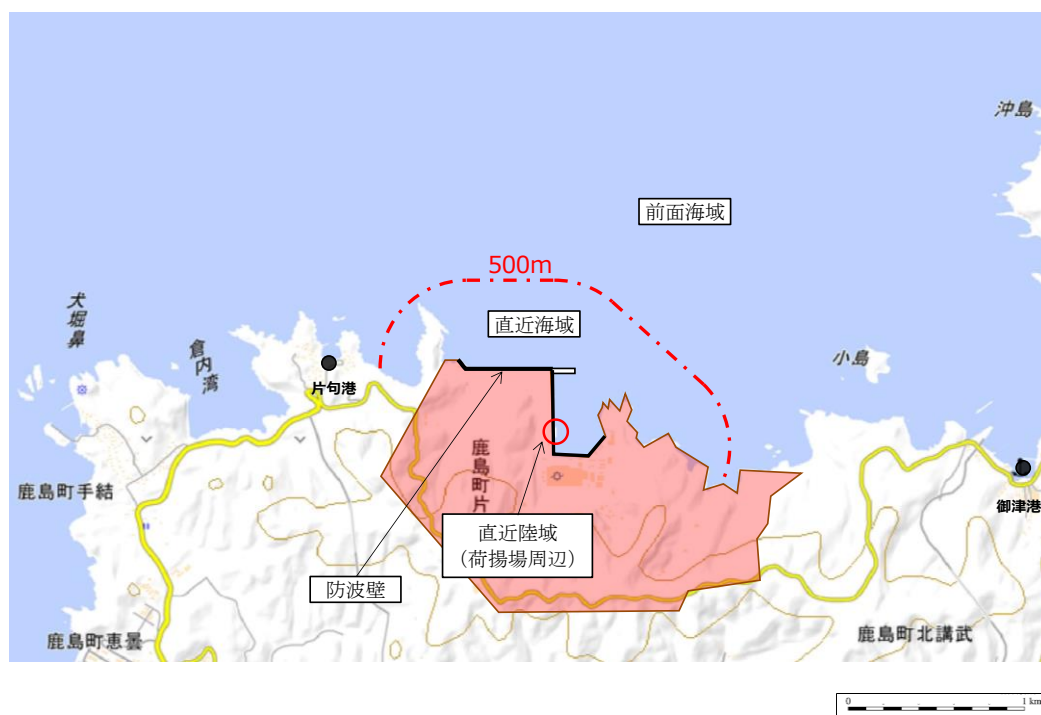 沖島
前面海域
500m
犬堀鼻
直近海域
倉内湾
小島
片句港
鹿島町片
鹿島町手結
御津港
直近陸域
（荷揚場周辺）
防波壁
鹿島町恵曇
鹿島町北講武
0 1 km